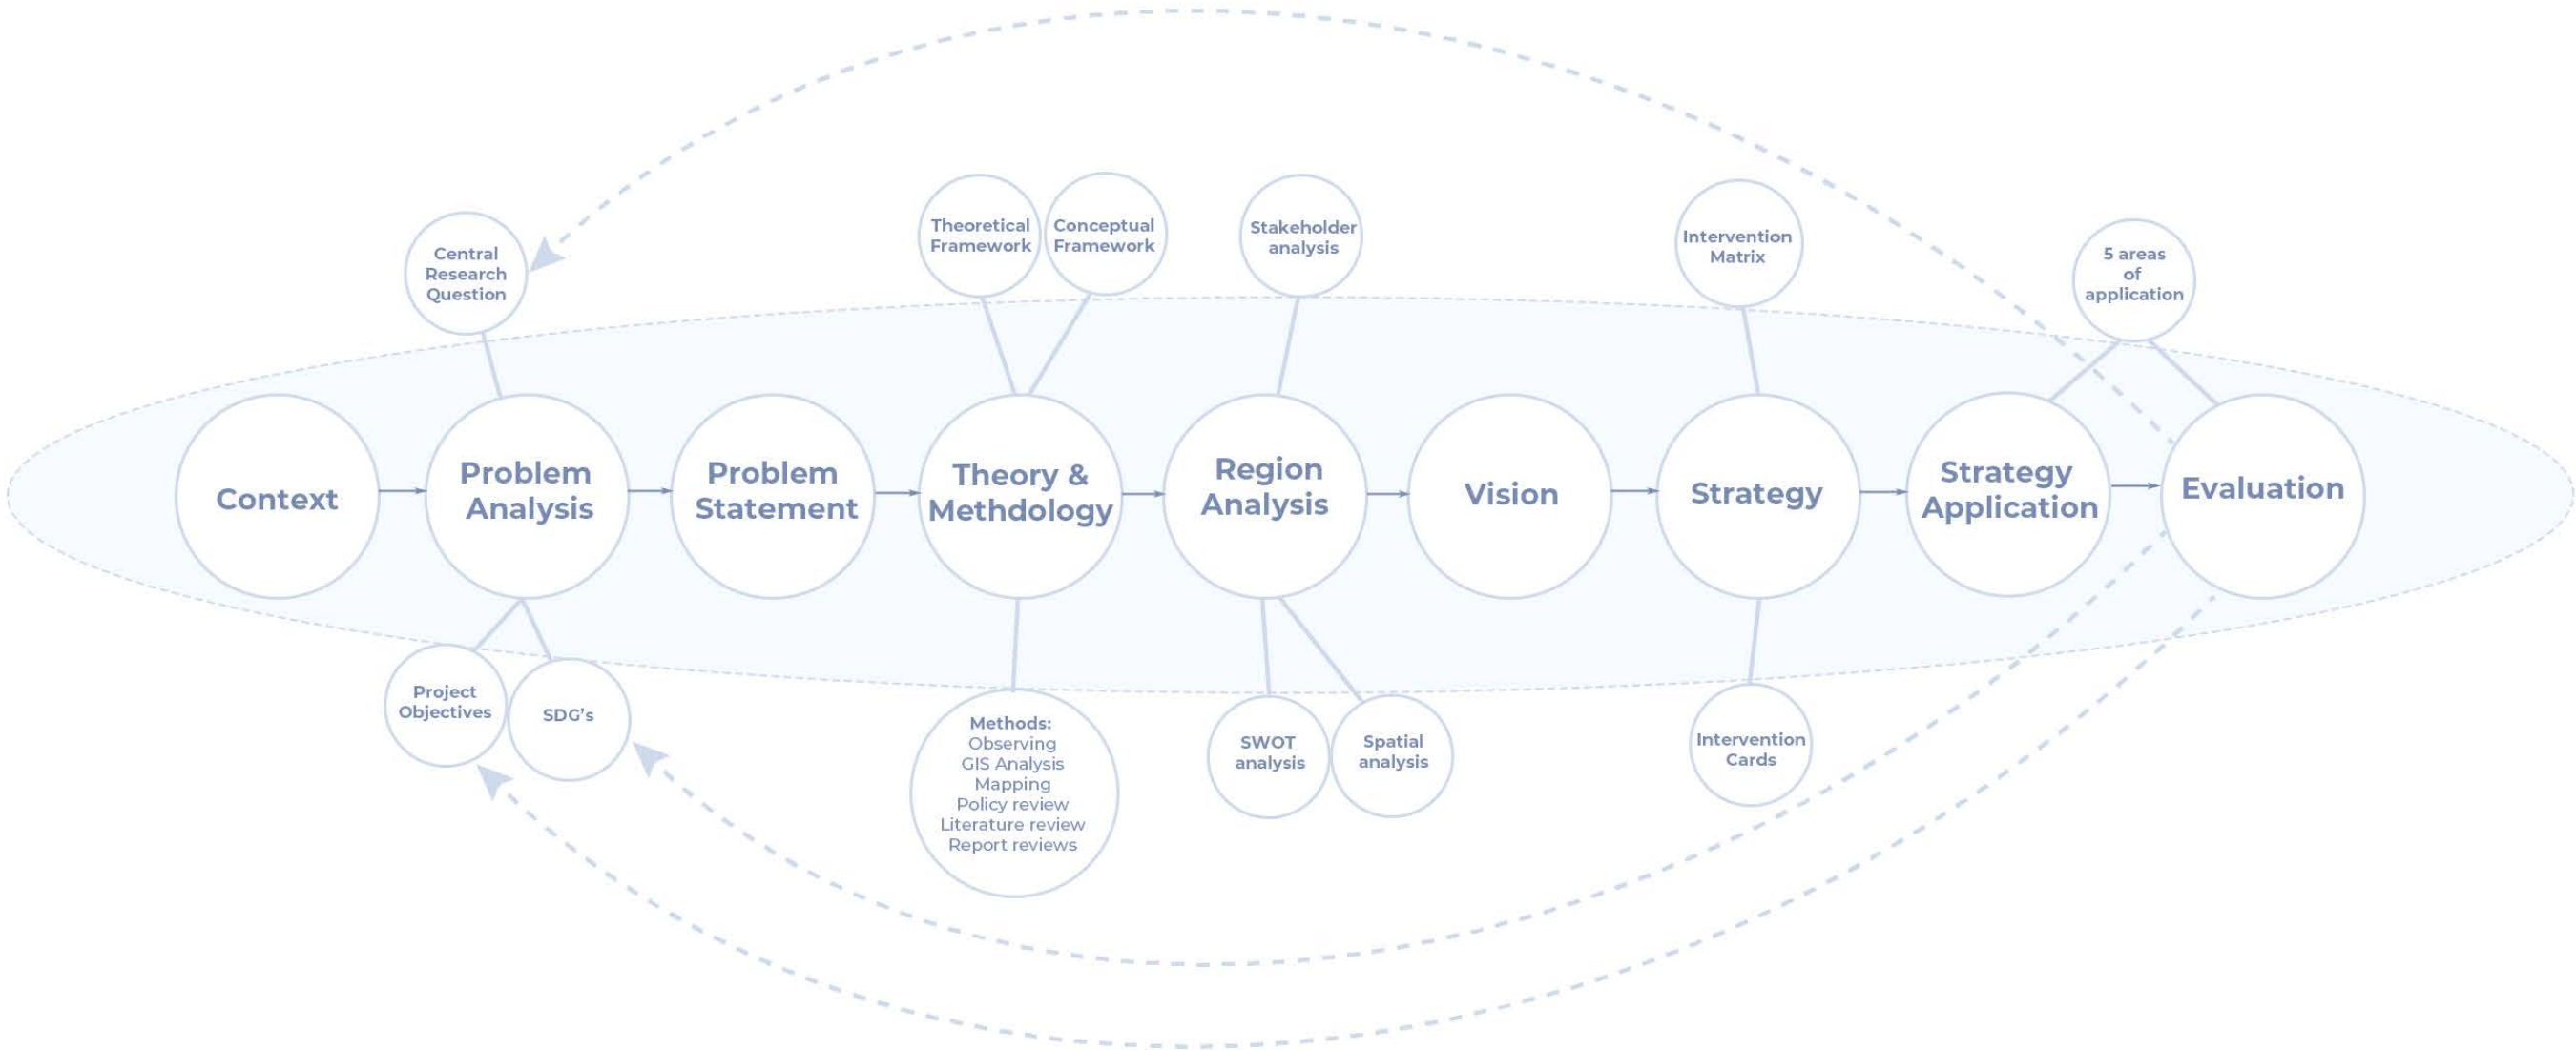 Central
Research
Question
Theoretical
Framework
Conceptual
Framework
Stakeholder
analysis
Intervention
Matrix
5 areas
of
application
Context
Problem
Analysis
Problem
Statement
Theory &
Methdology
Region
Analysis
Vision
Strategy
Strategy
Application
Evaluation
Project
Objectives
SDG’s
Methods:
Observing
GIS Analysis
Mapping
Policy review
Literature review
Report reviews
SWOT
analysis
Spatial
analysis
Intervention
Cards